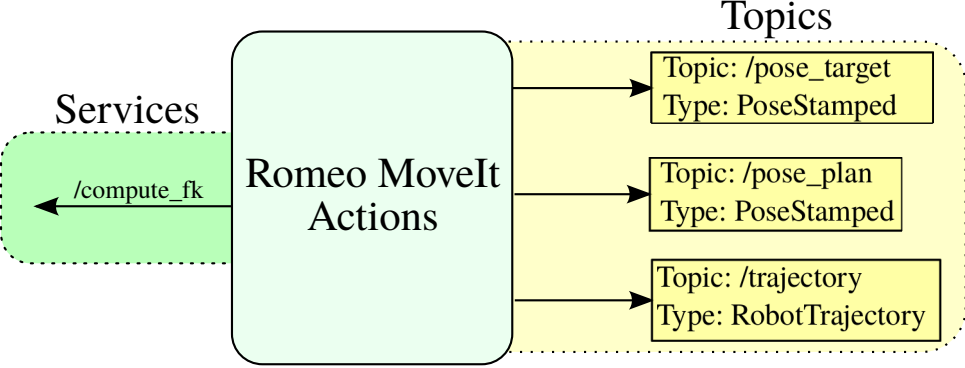 Topics
Services
/compute_fk
Romeo MoveIt
Actions
Topic: /pose_target
Type: PoseStamped
Topic: /pose_plan
Type: PoseStamped
Topic: /trajectory
Type: RobotTrajectory